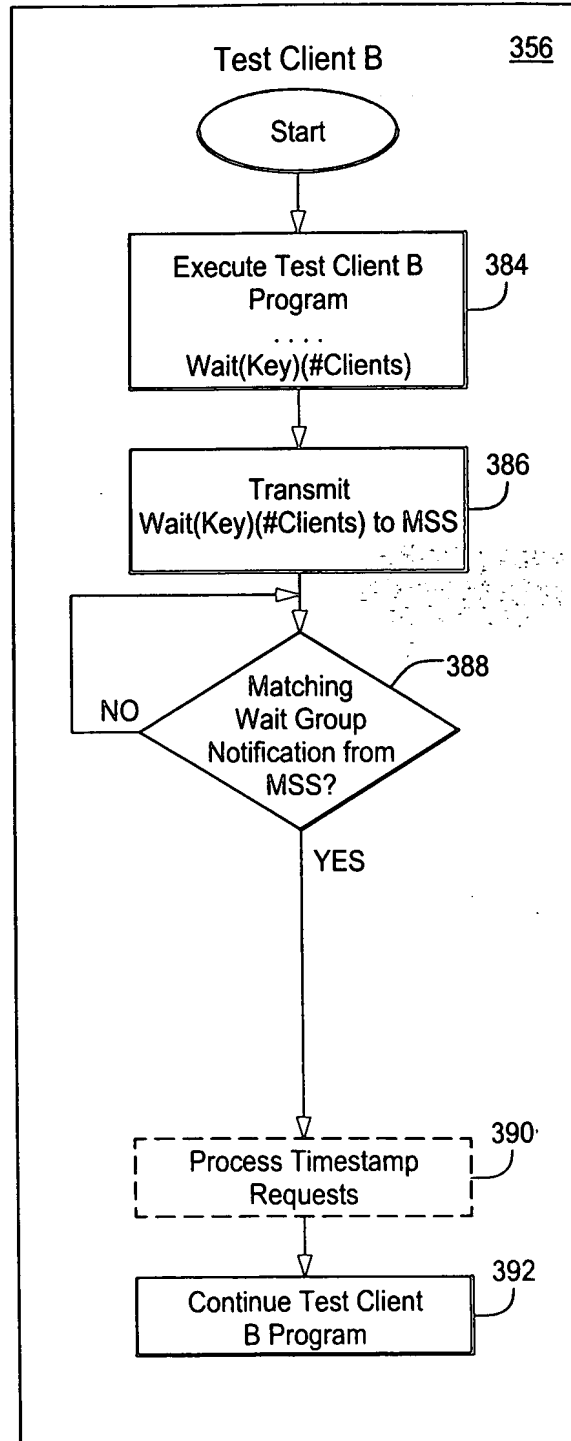 Test Client B
356
Start
Execute Test Client B
Program
. . . .
Wait(Key)(#Clients)
384
Transmit
Wait(Key)(#Clients) to MSS
386
Matching
Wait Group
Notification from
MSS?
388
NO
YES
Process Timestamp
Requests
390
Continue Test Client
B Program
392